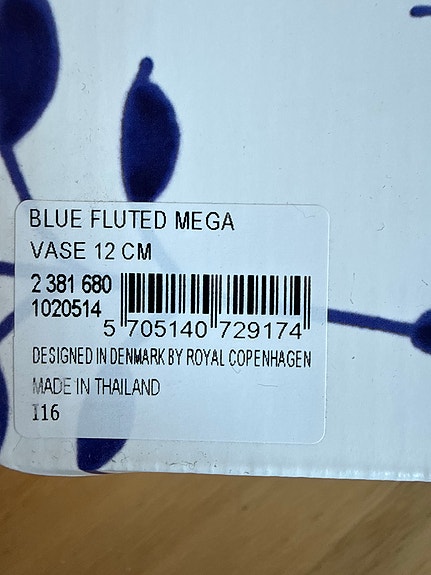 BLUE FLUTED MEGA
VASE 12 CM
2 381 680
1020514
5 705140 729174
DESIGNED IN DENMARK BY ROYAL COPENHAGEN
MADE IN THAILAND
I16